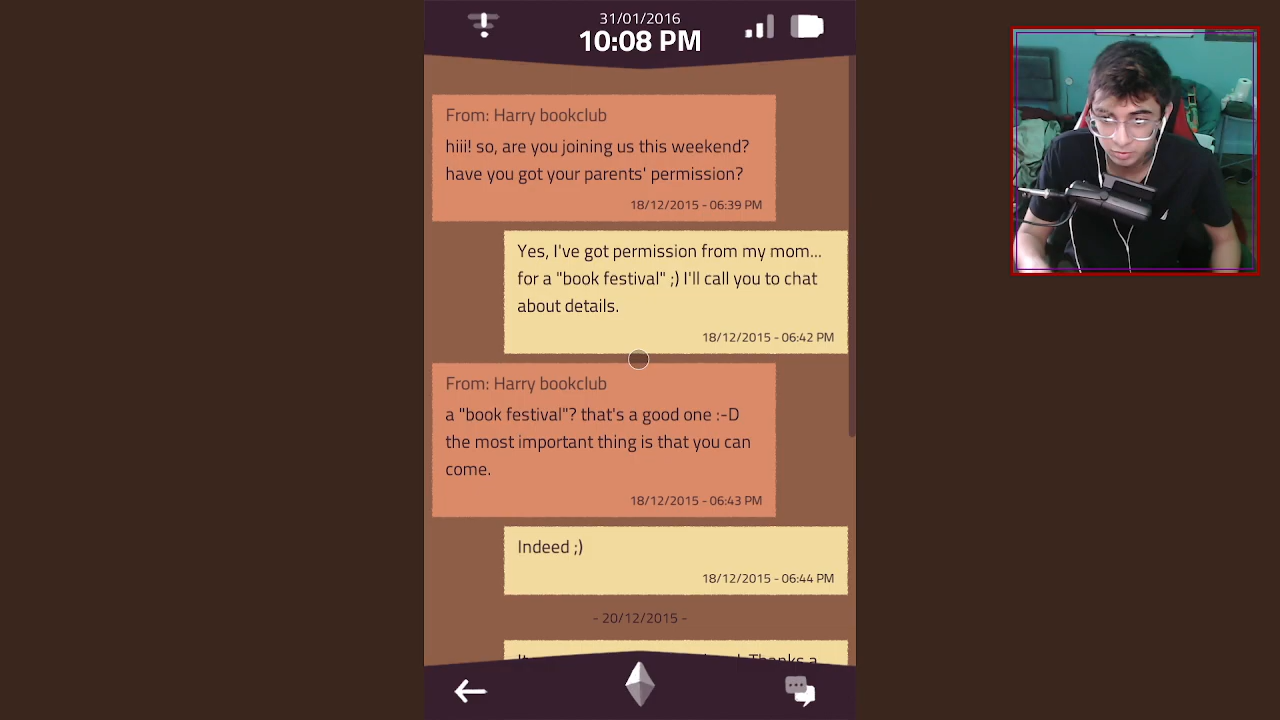 31/01/2016
10:08 PM
From: Harry bookclub
hiii! so, are you joining us this weekend?
have you got your parents' permission?
18/12/2015 - 06:39 PM
Yes, I've got permission from my mom...
for a "book festival" ;) I'll call you to chat
about details.
18/12/2015 - 06:42 PM
From: Harry bookclub
a "book festival"? that's a good one :-D
the most important thing is that you can
come.
18/12/2015 - 06:43 PM
Indeed ;)
18/12/2015 - 06:44 PM
- 20/12/2015 -
Thanks a